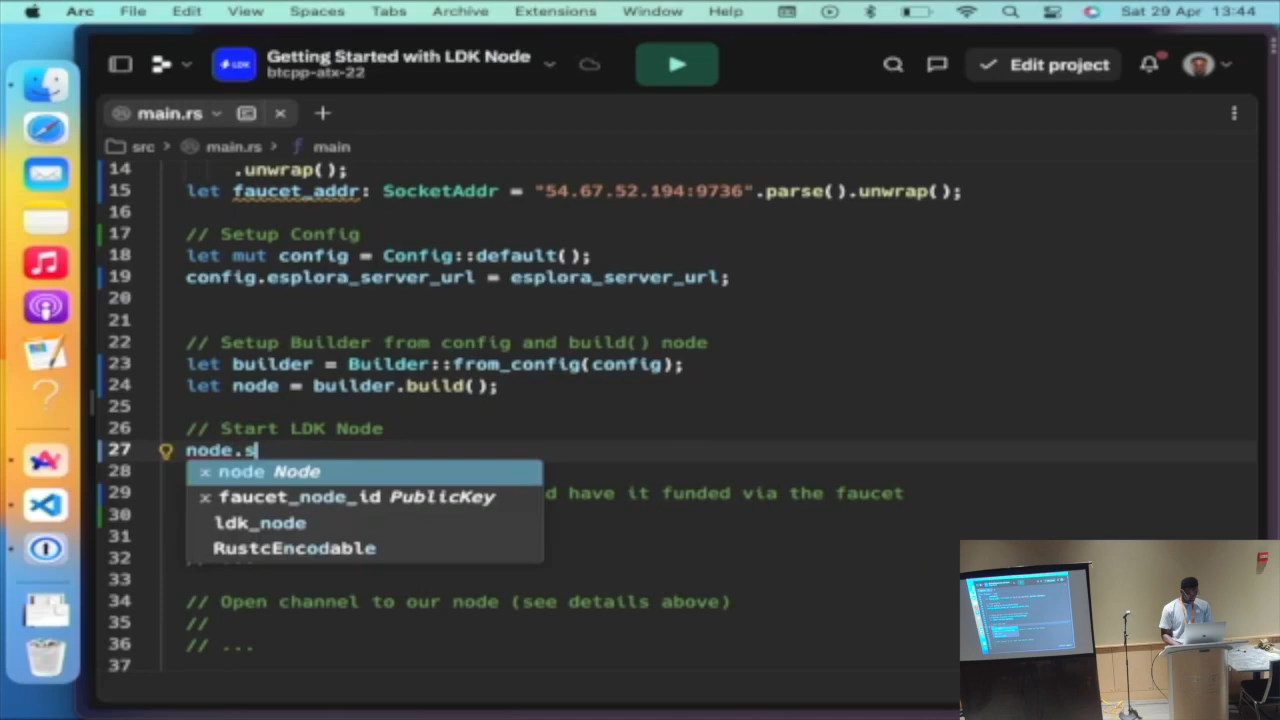 Arc File Edit View Spaces Tabs Archive Extensions Window Help Sat 29 Apr 13:44
LDK
Getting Started with LDK Node
btcpp-atx-22
Edit project
main.rs
src > main.rs > f main
14 .unwrap();
15 let faucet_addr: SocketAddr = "54.67.52.194:9736".parse().unwrap();
16
17 // Setup Config
18 let mut config = Config::default();
19 config.esplora_server_url = esplora_server_url;
20
21
22 // Setup Builder from config and build() node
23 let builder = Builder::from_config(config);
24 let node = builder.build();
25
26 // Start LDK Node
27 node.s
28 node Node
faucet_node_id PublicKey
29 d have it funded via the faucet
30 ldk_node
31 RustcEncodable
32 // ...
33
34 // Open channel to our node (see details above)
35 //
36 // ...
37